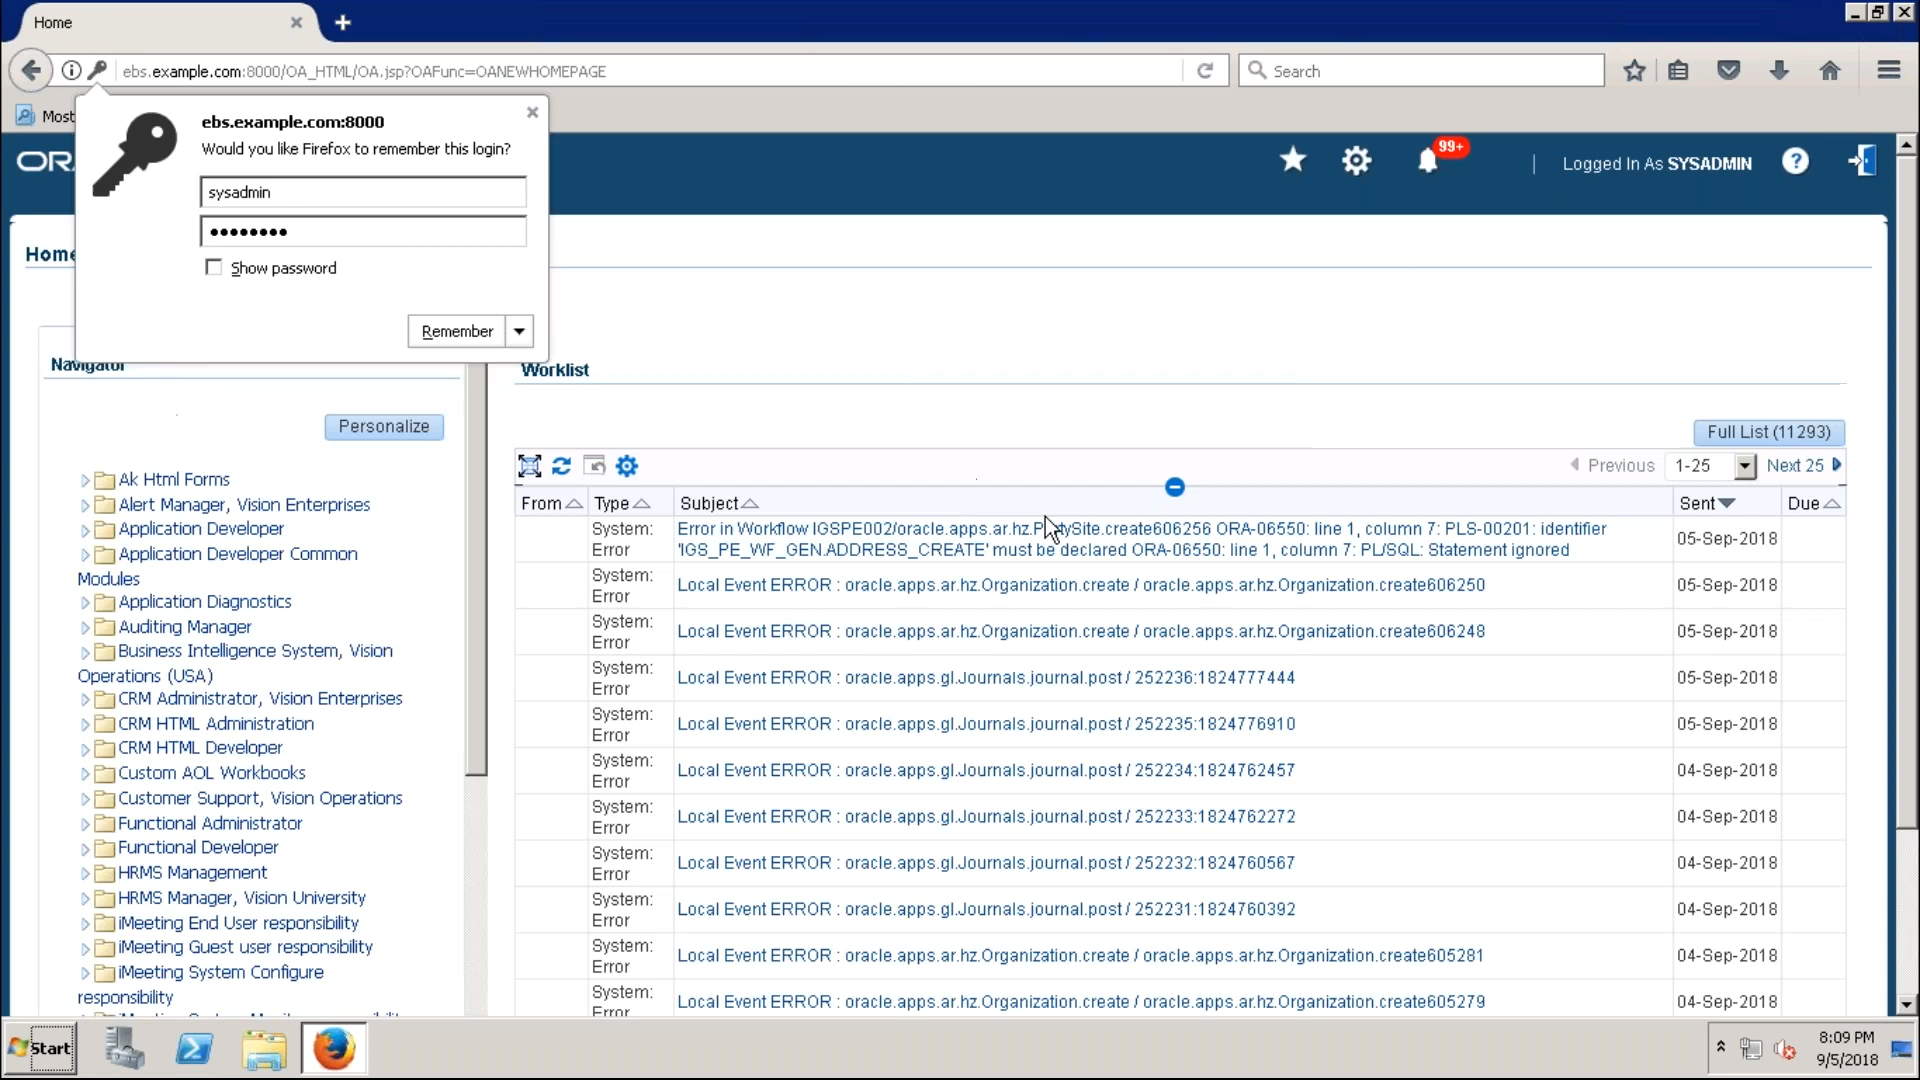 Home
ebs.example.com:8000/OA_HTML/OA.jsp?OAFunc=OANEWHOMEPAGE
Search
Most
ebs.example.com:8000
Would you like Firefox to remember this login?
sysadmin
Show password
Remember
99+
Logged In As SYSADMIN
?
Home
Navigator
Personalize
Ak Html Forms
Alert Manager, Vision Enterprises
Application Developer
Application Developer Common
Modules
Application Diagnostics
Auditing Manager
Business Intelligence System, Vision
Operations (USA)
CRM Administrator, Vision Enterprises
CRM HTML Administration
CRM HTML Developer
Custom AOL Workbooks
Customer Support, Vision Operations
Functional Administrator
Functional Developer
HRMS Management
HRMS Manager, Vision University
iMeeting End User responsibility
iMeeting Guest user responsibility
iMeeting System Configure
responsibility
Worklist
Full List (11293)
Previous 1-25 Next 25
From Type Subject Sent Due
System: Error
Error in Workflow IGSPE002/oracle.apps.ar.hz.PartySite.create606256 ORA-06550: line 1, column 7: PLS-00201: identifier
'IGS_PE_WF_GEN.ADDRESS_CREATE' must be declared ORA-06550: line 1, column 7: PL/SQL: Statement ignored
05-Sep-2018
System: Error
Local Event ERROR : oracle.apps.ar.hz.Organization.create / oracle.apps.ar.hz.Organization.create606250
05-Sep-2018
System: Error
Local Event ERROR : oracle.apps.ar.hz.Organization.create / oracle.apps.ar.hz.Organization.create606248
05-Sep-2018
System: Error
Local Event ERROR : oracle.apps.gl.Journals.journal.post / 252236:1824777444
05-Sep-2018
System: Error
Local Event ERROR : oracle.apps.gl.Journals.journal.post / 252235:1824776910
05-Sep-2018
System: Error
Local Event ERROR : oracle.apps.gl.Journals.journal.post / 252234:1824762457
04-Sep-2018
System: Error
Local Event ERROR : oracle.apps.gl.Journals.journal.post / 252233:1824762272
04-Sep-2018
System: Error
Local Event ERROR : oracle.apps.gl.Journals.journal.post / 252232:1824760567
04-Sep-2018
System: Error
Local Event ERROR : oracle.apps.gl.Journals.journal.post / 252231:1824760392
04-Sep-2018
System: Error
Local Event ERROR : oracle.apps.ar.hz.Organization.create / oracle.apps.ar.hz.Organization.create605281
04-Sep-2018
System: Error
Local Event ERROR : oracle.apps.ar.hz.Organization.create / oracle.apps.ar.hz.Organization.create605279
04-Sep-2018
Start
8:09 PM
9/5/2018